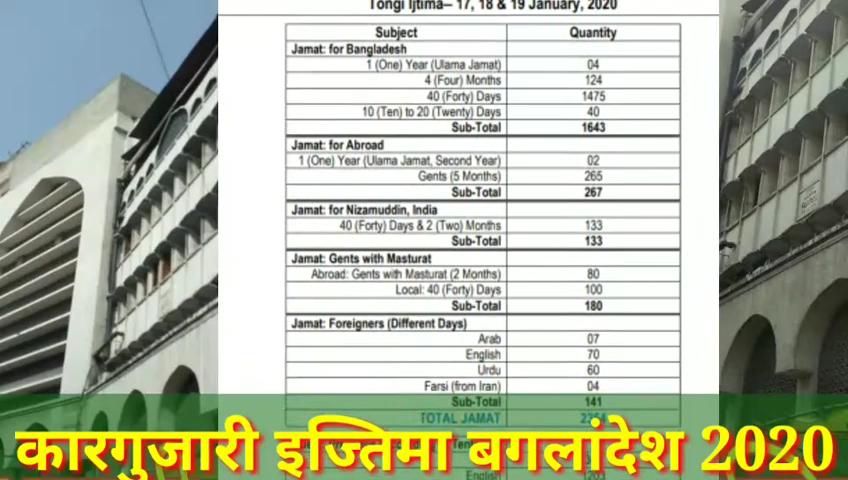 Tongi Ijtima– 17, 18 & 19 January, 2020
Subject Quantity
Jamat: for Bangladesh
1 (One) Year (Ulama Jamat) 04
4 (Four) Months 124
40 (Forty) Days 1475
10 (Ten) to 20 (Twenty) Days 40
Sub-Total 1643
Jamat: for Abroad
1 (One) Year (Ulama Jamat, Second Year) 02
Gents (5 Months) 265
Sub-Total 267
Jamat: for Nizamuddin, India
40 (Forty) Days & 2 (Two) Months 133
Sub-Total 133
Jamat: Gents with Masturat
Abroad: Gents with Masturat (2 Months) 80
Local: 40 (Forty) Days 100
Sub-Total 180
Jamat: Foreigners (Different Days)
Arab 07
English 70
Urdu 60
Farsi (from Iran) 04
Sub-Total 141
TOTAL JAMAT
कारगुजारी इज्तिमा बगलांदेश 2020
English